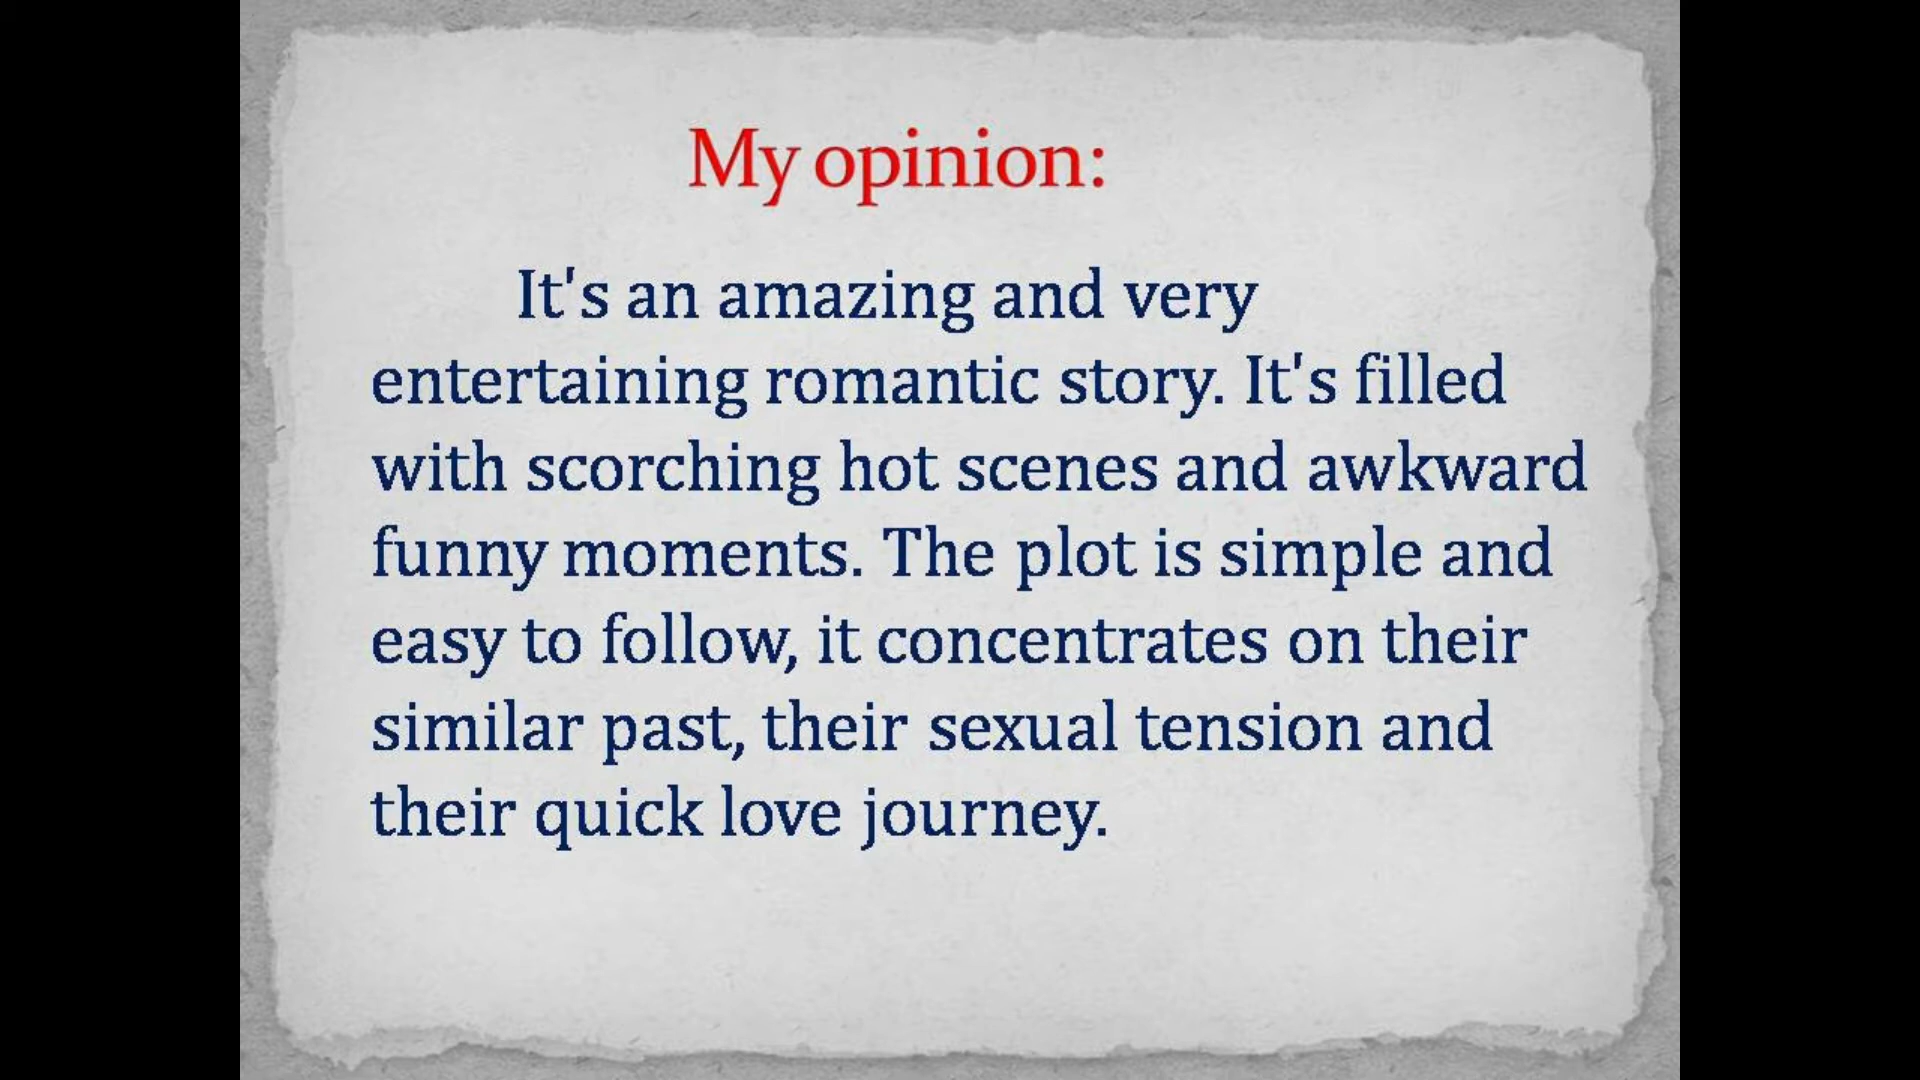 My opinion:
It's an amazing and very
entertaining romantic story. It's filled
with scorching hot scenes and awkward
funny moments. The plot is simple and
easy to follow, it concentrates on their
similar past, their sexual tension and
their quick love journey.